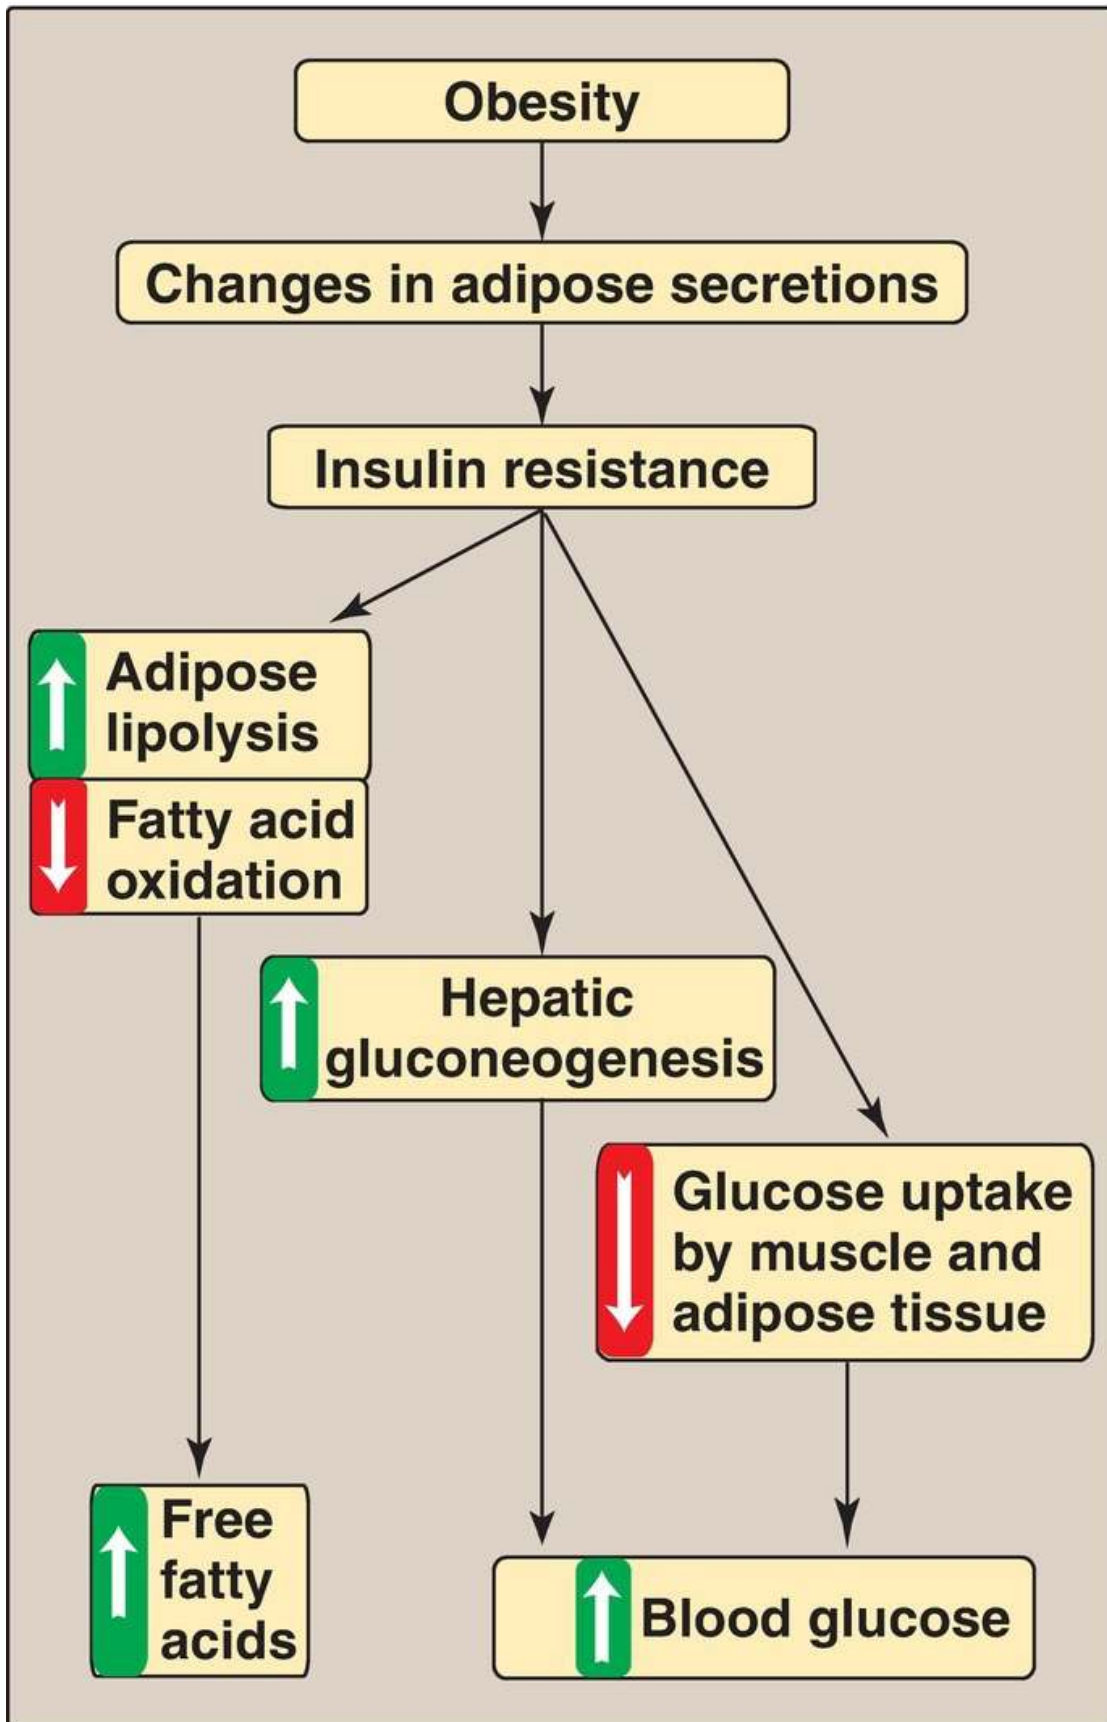 Obesity
Changes in adipose secretions
Insulin resistance
Adipose
lipolysis
Fatty acid
oxidation
Hepatic
gluconeogenesis
Glucose uptake
by muscle and
adipose tissue
Free
fatty
acids
Blood glucose